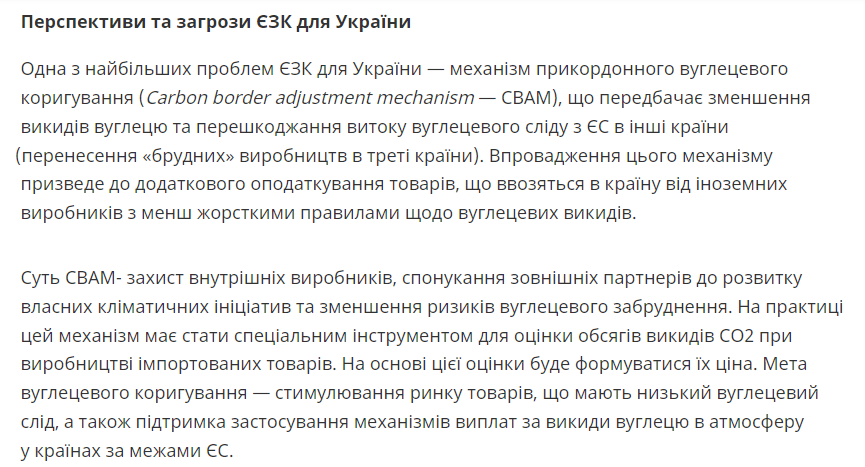 Перспективи та загрози ЄЗК для України
Одна з найбільших проблем ЄЗК для України — механізм прикордонного вуглецевого
коригування (Carbon border adjustment mechanism — CBAM), що передбачає зменшення
викидів вуглецю та перешкоджання витоку вуглецевого сліду з ЄС в інші країни
(перенесення «брудних» виробництв в треті країни). Впровадження цього механізму
призведе до додаткового оподаткування товарів, що ввозяться в країну від іноземних
виробників з менш жорсткими правилами щодо вуглецевих викидів.
Суть CBAM- захист внутрішніх виробників, спонукання зовнішніх партнерів до розвитку
власних кліматичних ініціатив та зменшення ризиків вуглецевого забруднення. На практиці
цей механізм має стати спеціальним інструментом для оцінки обсягів викидів СО2 при
виробництві імпортованих товарів. На основі цієї оцінки буде формуватися їх ціна. Мета
вуглецевого коригування — стимулювання ринку товарів, що мають низький вуглецевий
слід, а також підтримка застосування механізмів виплат за викиди вуглецю в атмосферу
у країнах за межами ЄС.